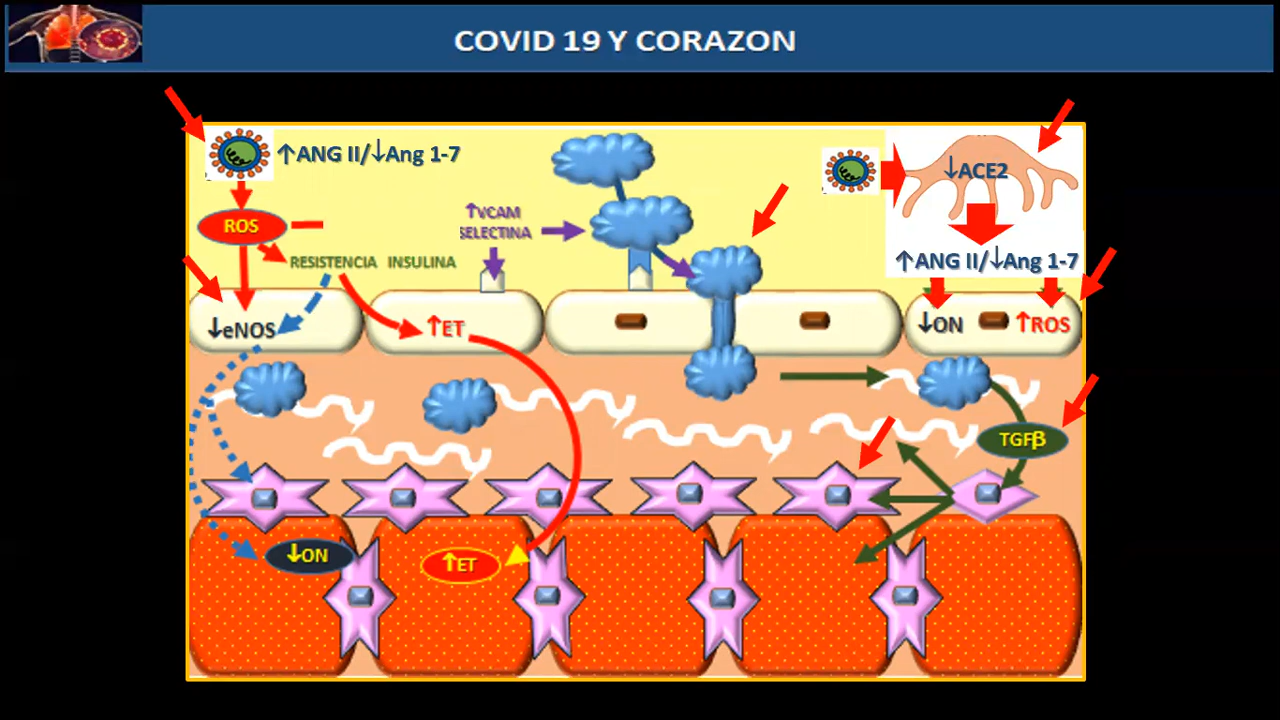 COVID 19 Y CORAZON
↑ANG II/↓Ang 1-7
↓ACE2
ROS
↑VCAM
SELECTINA
RESISTENCIA INSULINA
↑ANG II/↓Ang 1-7
↓eNOS
↑ET
↓ON
↑ROS
TGFβ
↓ON
↑ET